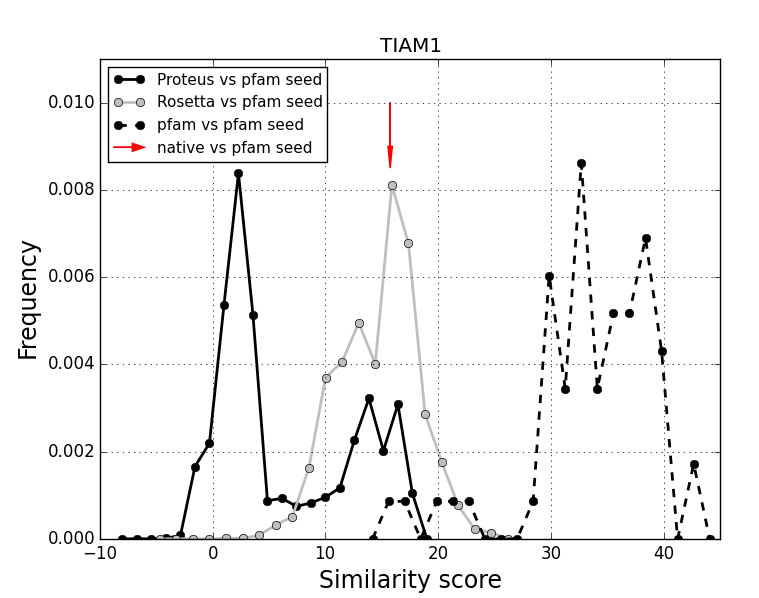 TIAM1
Proteus vs pfam seed
Rosetta vs pfam seed
pfam vs pfam seed
native vs pfam seed
0.010
0.008
0.006
0.004
0.002
0.000
Frequency
−10 0 10 20 30 40
Similarity score